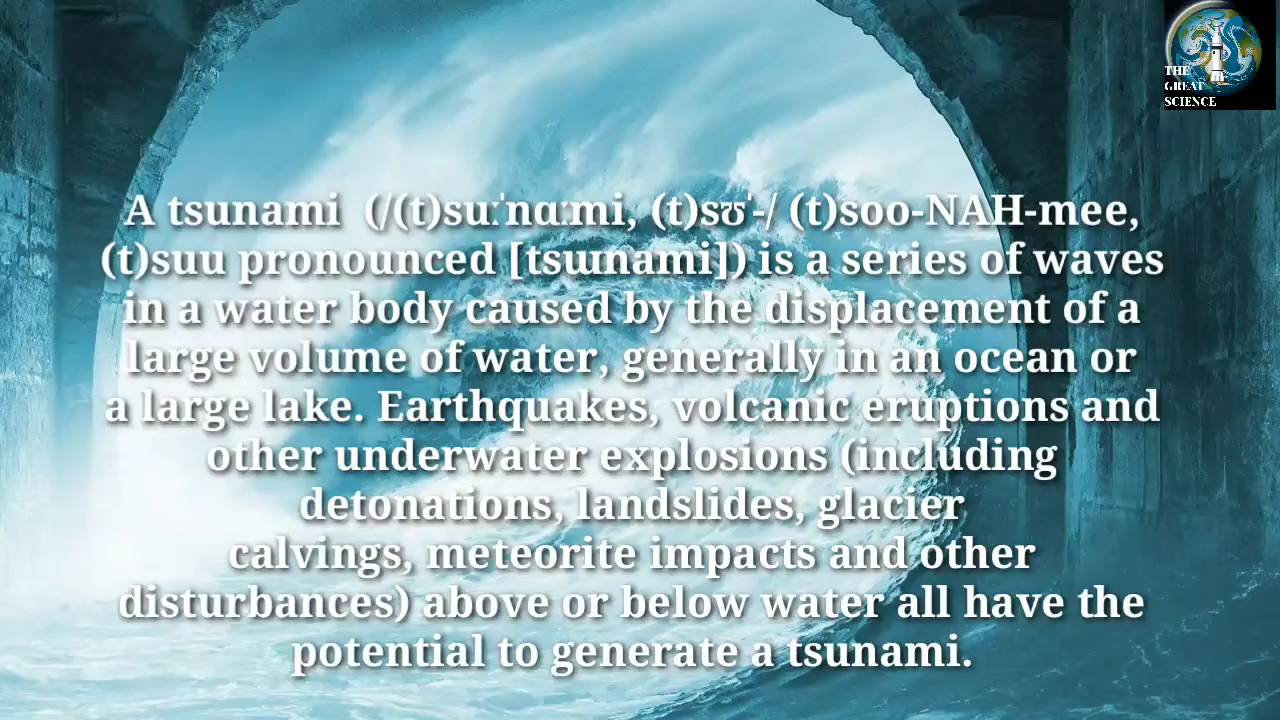 THE
GREAT
SCIENCE
A tsunami (/(t)suːˈnɑːmi, (t)sʊˈ-/ (t)soo-NAH-mee,
(t)suu pronounced [tsɯnami]) is a series of waves
in a water body caused by the displacement of a
large volume of water, generally in an ocean or
a large lake. Earthquakes, volcanic eruptions and
other underwater explosions (including
detonations, landslides, glacier
calvings, meteorite impacts and other
disturbances) above or below water all have the
potential to generate a tsunami.